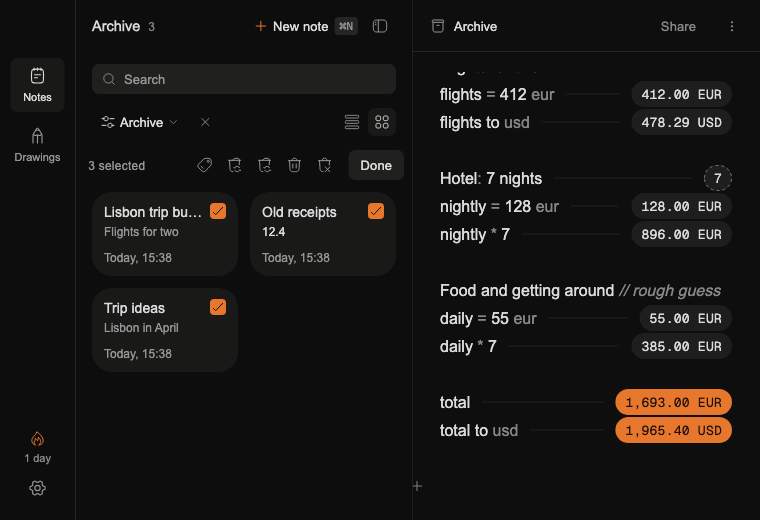 Notes
Drawings
1 day
Archive 3
New note ⌘N
Search
Archive
3 selected
Done
Lisbon trip bu…
Flights for two
Today, 15:38
Old receipts
12.4
Today, 15:38
Trip ideas
Lisbon in April
Today, 15:38
Archive
Share
flights = 412 eur 412.00 EUR
flights to usd 478.29 USD
Hotel: 7 nights 7
nightly = 128 eur 128.00 EUR
nightly * 7 896.00 EUR
Food and getting around // rough guess
daily = 55 eur 55.00 EUR
daily * 7 385.00 EUR
total 1,693.00 EUR
total to usd 1,965.40 USD